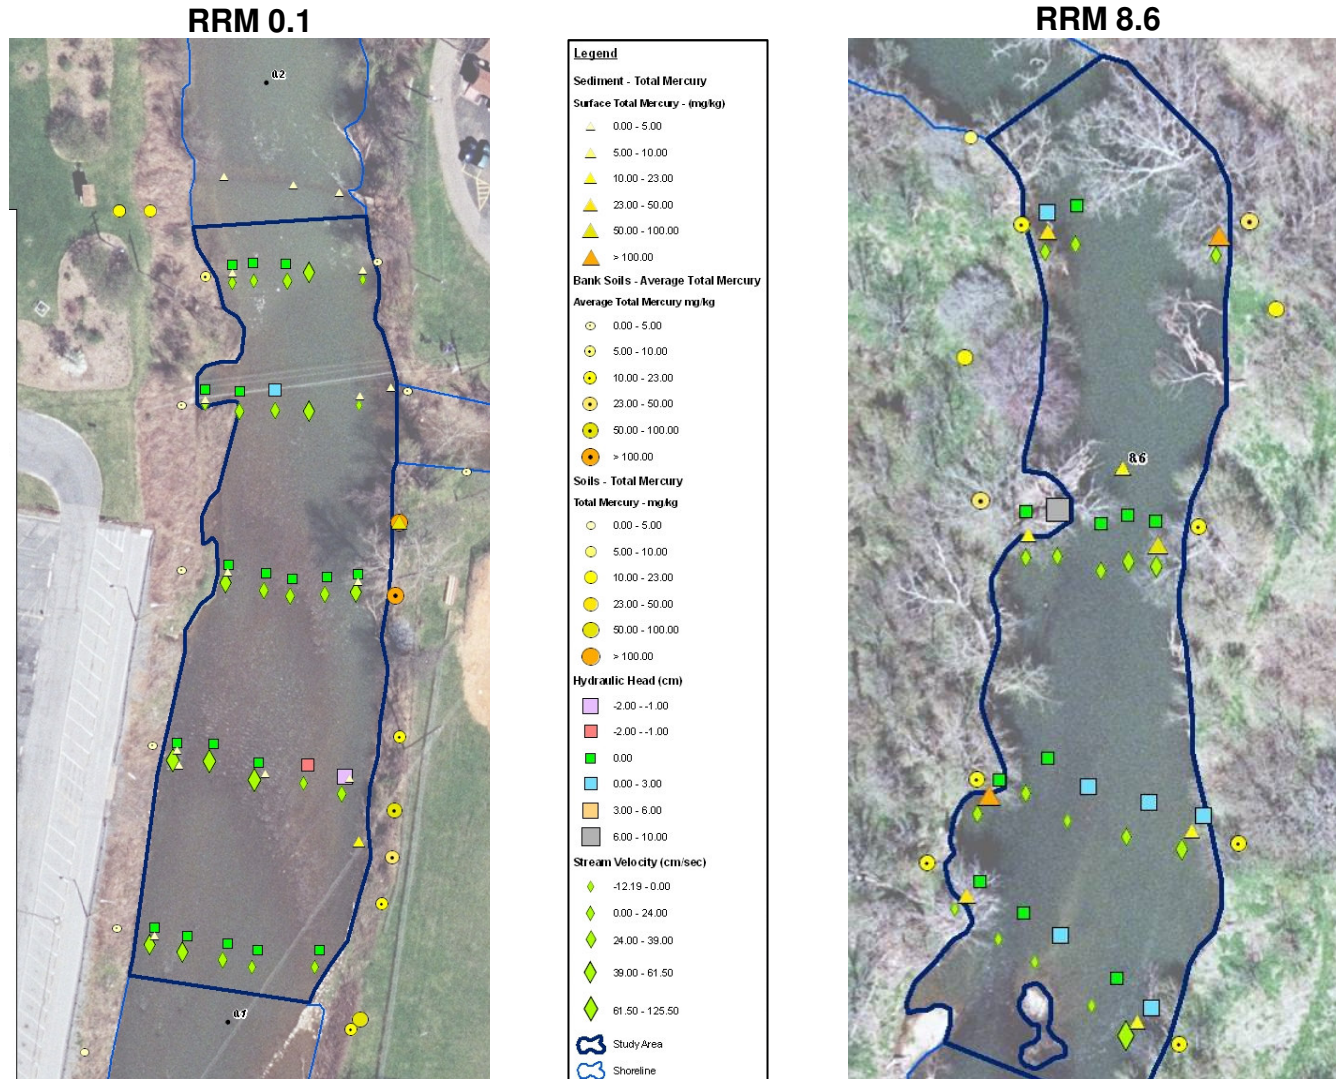 RRM 0.1
RRM 8.6
0.2
0.1
Legend
Sediment - Total Mercury
Surface Total Mercury - (mg/kg)
0.00 - 5.00
5.00 - 10.00
10.00 - 23.00
23.00 - 50.00
50.00 - 100.00
> 100.00
Bank Soils - Average Total Mercury
Average Total Mercury mg/kg
0.00 - 5.00
5.00 - 10.00
10.00 - 23.00
23.00 - 50.00
50.00 - 100.00
> 100.00
Soils - Total Mercury
Total Mercury - mg.kg
0.00 - 5.00
5.00 - 10.00
10.00 - 23.00
23.00 - 50.00
50.00 - 100.00
> 100.00
Hydraulic Head (cm)
-2.00 - -1.00
-2.00 - -1.00
0.00
0.00 - 3.00
3.00 - 6.00
6.00 - 10.00
Stream Velocity (cm/sec)
-12.19 - 0.00
0.00 - 24.00
24.00 - 39.00
39.00 - 61.50
61.50 - 125.50
Study Area
Shoreline
8.6